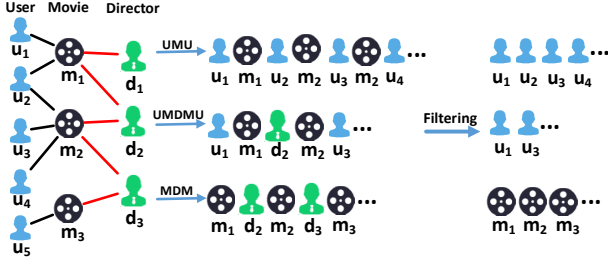 User Movie Director
u1
u2
u3
u4
u5
m1
m2
m3
d1
d2
d3
UMU
u1 m1 u2 m2 u3 m2 u4 ...
UMDMU
u1 m1 d2 m2 u3 ...
MDM
m1 d2 m2 d3 m3 ...
Filtering
u1 u2 u3 u4 ...
u1 u3 ...
m1 m2 m3 ...